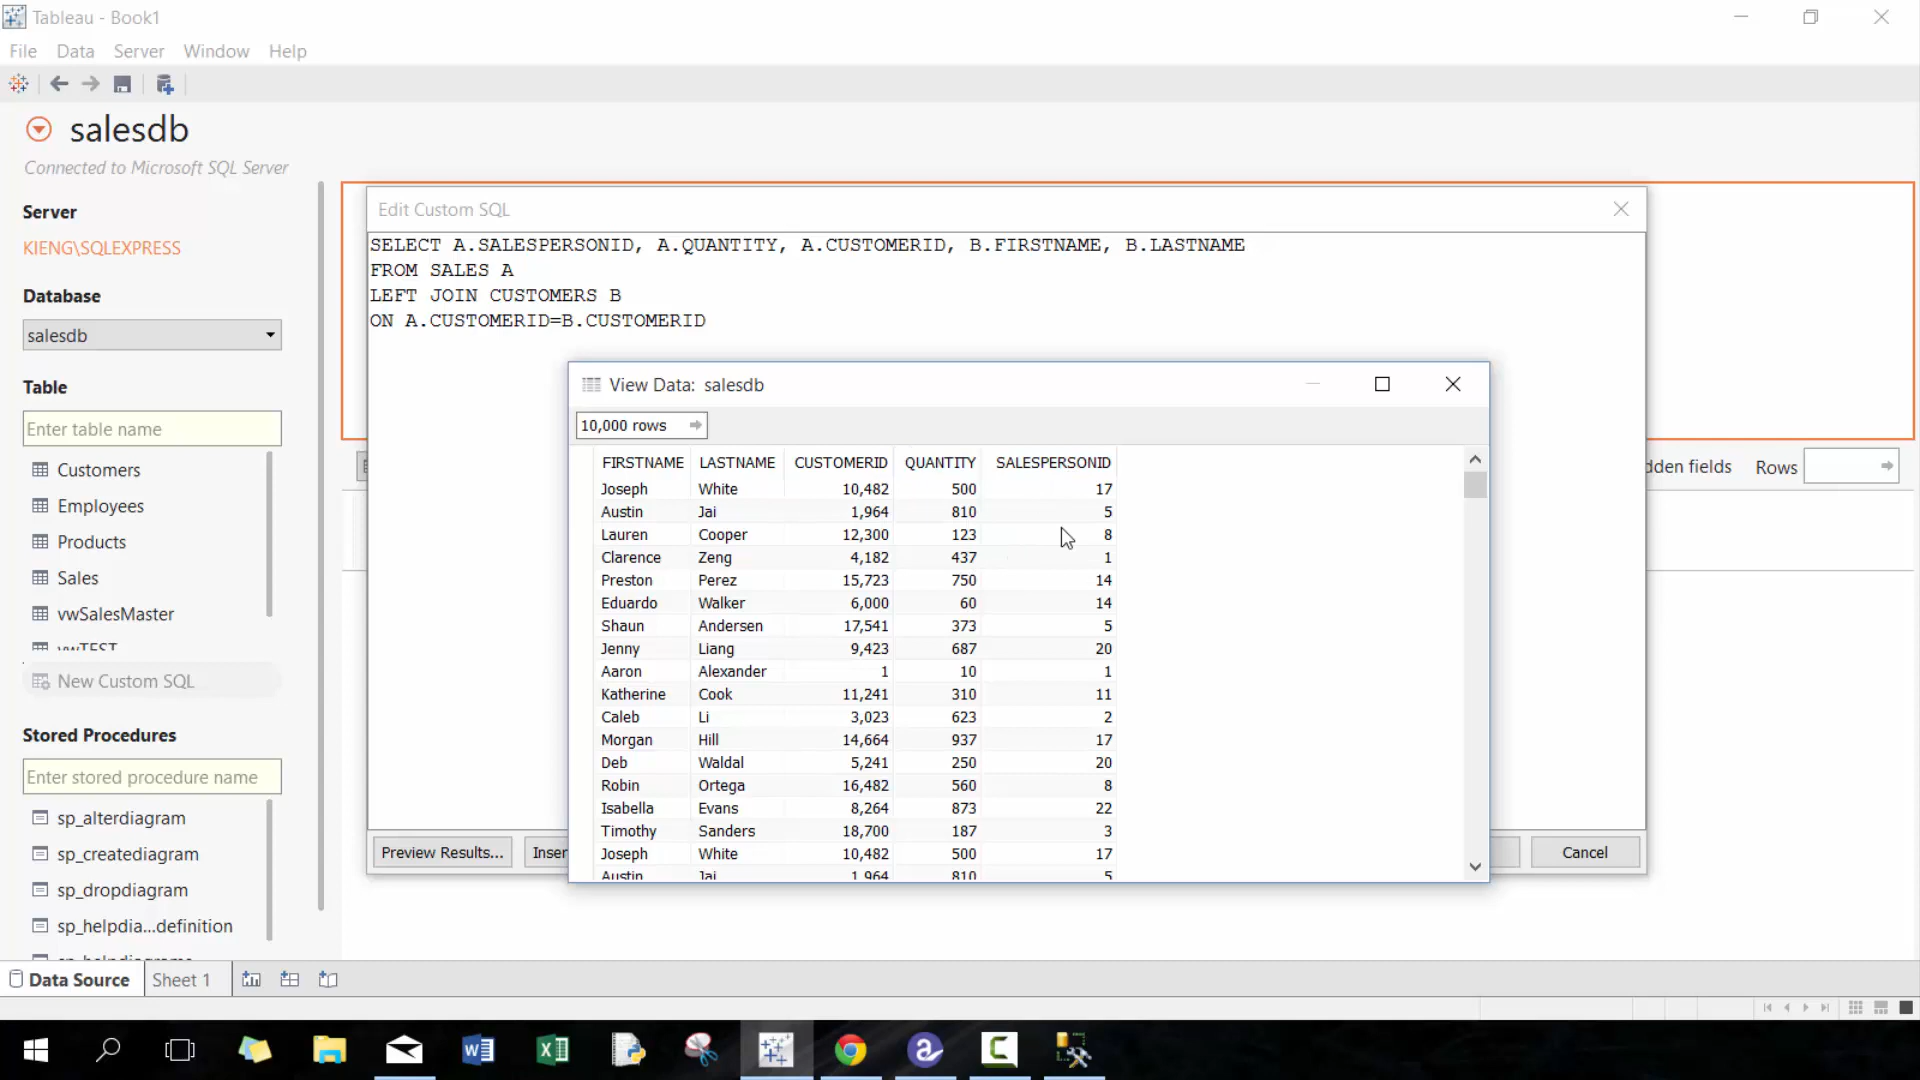 Tableau - Book1
File Data Server Window Help
salesdb
Connected to Microsoft SQL Server
Server
KIENG\SQLEXPRESS
Database
salesdb
Table
Enter table name
Customers
Employees
Products
Sales
vwSalesMaster
vwTEST
New Custom SQL
Stored Procedures
Enter stored procedure name
sp_alterdiagram
sp_creatediagram
sp_dropdiagram
sp_helpdia...definition
sp_helpdiagrams
Edit Custom SQL
SELECT A.SALESPERSONID, A.QUANTITY, A.CUSTOMERID, B.FIRSTNAME, B.LASTNAME
FROM SALES A
LEFT JOIN CUSTOMERS B
ON A.CUSTOMERID=B.CUSTOMERID
View Data: salesdb
10,000 rows
FIRSTNAME LASTNAME CUSTOMERID QUANTITY SALESPERSONID
Joseph White 10,482 500 17
Austin Jai 1,964 810 5
Lauren Cooper 12,300 123 8
Clarence Zeng 4,182 437 1
Preston Perez 15,723 750 14
Eduardo Walker 6,000 60 14
Shaun Andersen 17,541 373 5
Jenny Liang 9,423 687 20
Aaron Alexander 1 10 1
Katherine Cook 11,241 310 11
Caleb Li 3,023 623 2
Morgan Hill 14,664 937 17
Deb Waldal 5,241 250 20
Robin Ortega 16,482 560 8
Isabella Evans 8,264 873 22
Timothy Sanders 18,700 187 3
Joseph White 10,482 500 17
Austin Jai 1,964 810 5
Preview Results... Inser Cancel
dden fields Rows
Data Source Sheet 1